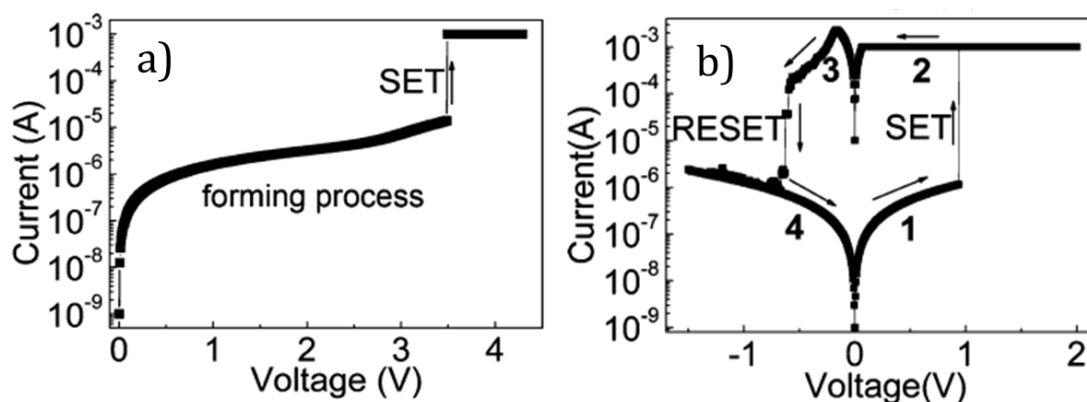 a)
10⁻³
10⁻⁴
10⁻⁵
10⁻⁶
10⁻⁷
10⁻⁸
10⁻⁹
Current (A)
SET
forming process
0 1 2 3 4
Voltage (V)
b)
10⁻³
10⁻⁴
10⁻⁵
10⁻⁶
10⁻⁷
10⁻⁸
10⁻⁹
Current(A)
3
2
RESET
SET
4
1
-1 0 1 2
Voltage(V)